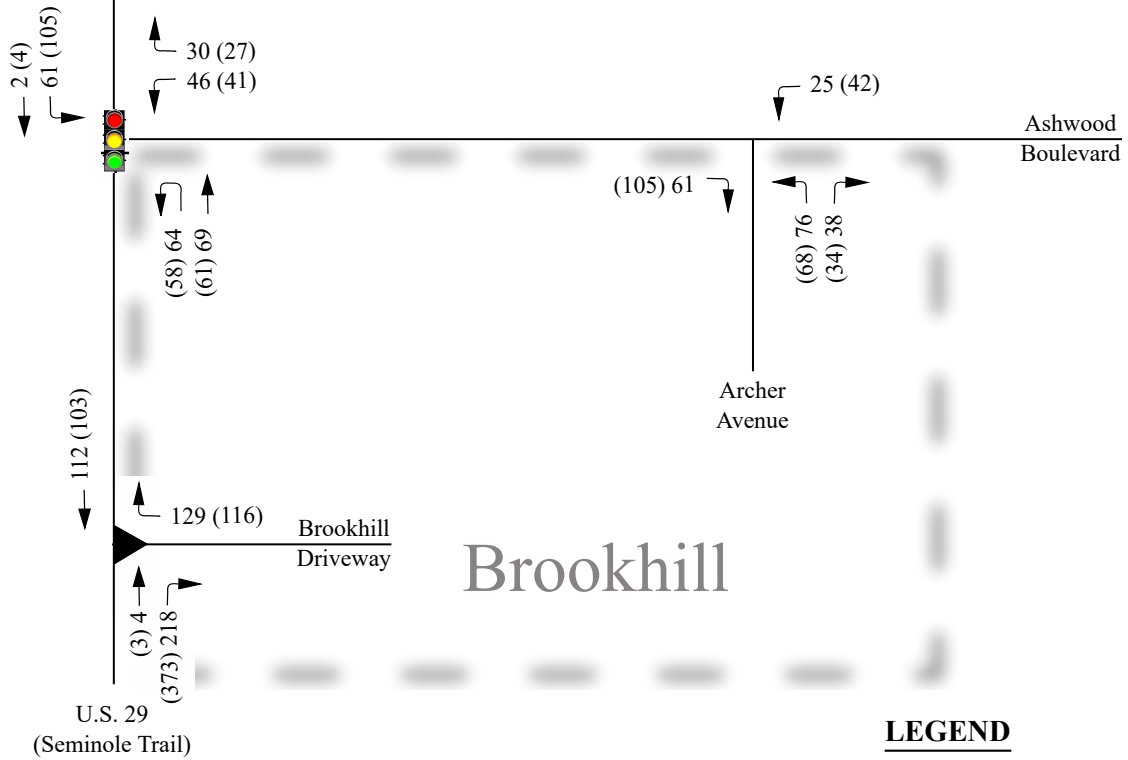 2 (4)
61 (105)
30 (27)
46 (41)
25 (42)
Ashwood
Boulevard
(58) 64
(61) 69
(105) 61
(68) 76
(34) 38
Archer
Avenue
112 (103)
129 (116)
Brookhill
Driveway
Brookhill
(3) 4
(373) 218
U.S. 29
(Seminole Trail)
LEGEND